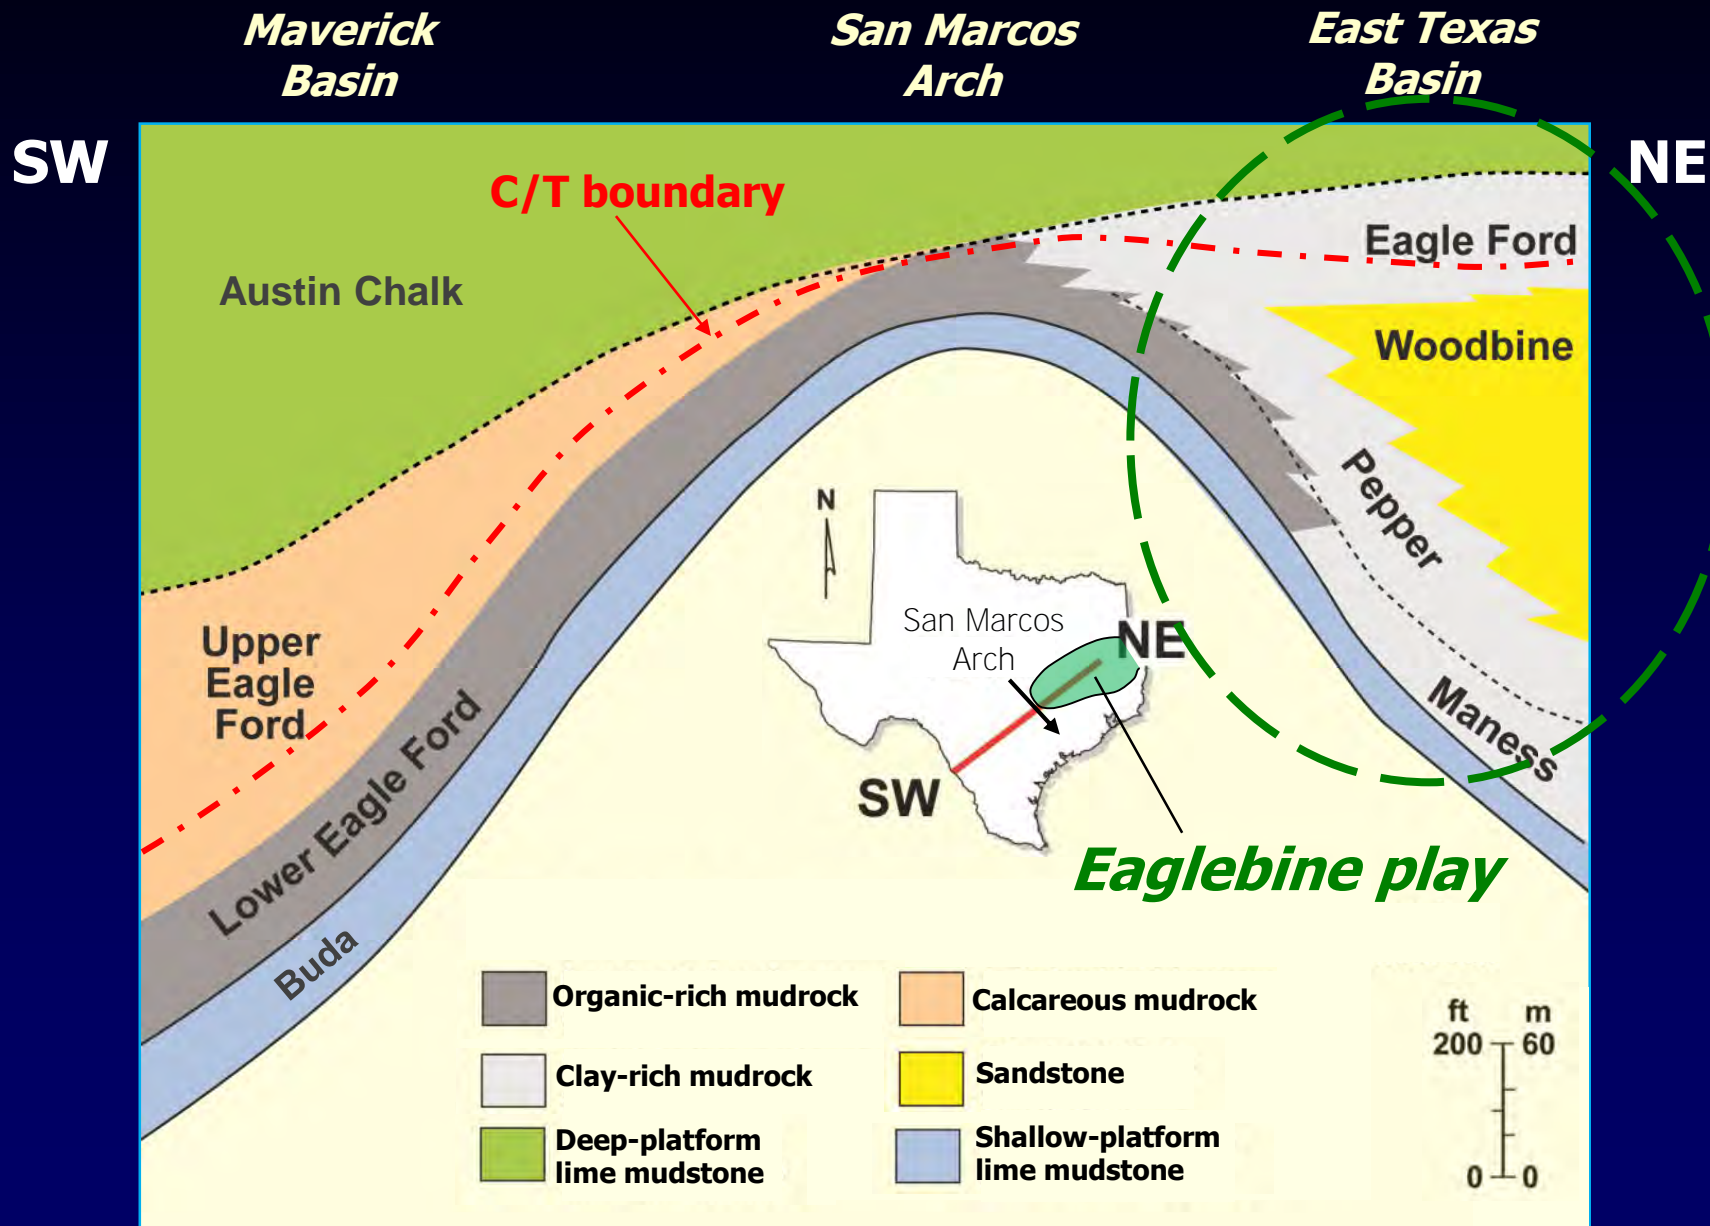 Maverick
Basin
San Marcos
Arch
East Texas
Basin
SW
NE
C/T boundary
Austin Chalk
Eagle Ford
Woodbine
Pepper
Maness
Upper
Eagle
Ford
Lower Eagle Ford
Buda
N
San Marcos
Arch
NE
SW
Eaglebine play
Organic-rich mudrock
Calcareous mudrock
Clay-rich mudrock
Sandstone
Deep-platform
lime mudstone
Shallow-platform
lime mudstone
ft m
200 60
0 0